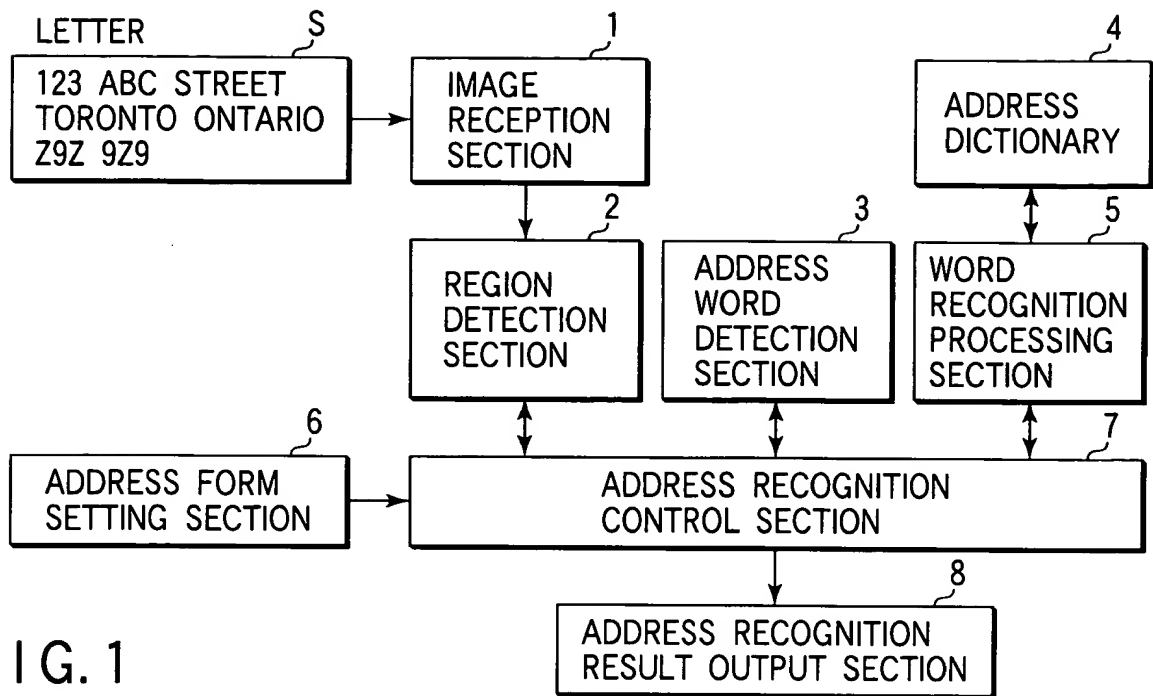 LETTER
S
123 ABC STREET
TORONTO ONTARIO
Z9Z 9Z9
1
IMAGE
RECEPTION
SECTION
4
ADDRESS
DICTIONARY
2
REGION
DETECTION
SECTION
3
ADDRESS
WORD
DETECTION
SECTION
5
WORD
RECOGNITION
PROCESSING
SECTION
6
ADDRESS FORM
SETTING SECTION
7
ADDRESS RECOGNITION
CONTROL SECTION
8
ADDRESS RECOGNITION
RESULT OUTPUT SECTION
IG. 1